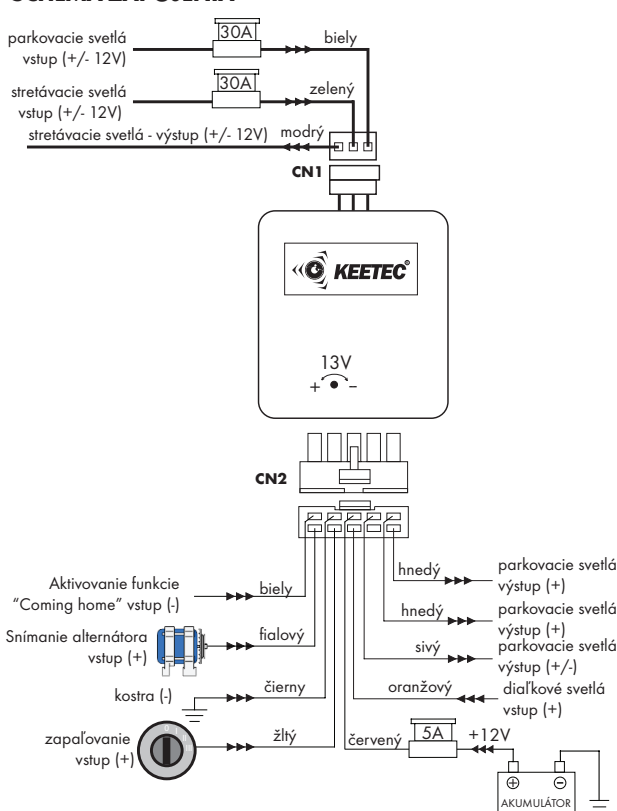 30A
parkovacie svetlá
vstup (+/- 12V)
biely
30A
stretávacie svetlá
vstup (+/- 12V)
zelený
stretávacie svetlá - výstup (+/- 12V)
modrý
CN1
KEETEC®
13V
+ -
CN2
Aktivovanie funkcie
"Coming home" vstup (-)
biely
Snímanie alternátora
vstup (+)
fialový
kostra (-)
čierny
zapaľovanie
vstup (+)
žltý
hnedý
parkovacie svetlá
výstup (+)
hnedý
parkovacie svetlá
výstup (+)
sivý
parkovacie svetlá
výstup (+/-)
oranžový
diaľkové svetlá
vstup (+)
červený
5A
+12V
+ -
AKUMULÁTOR